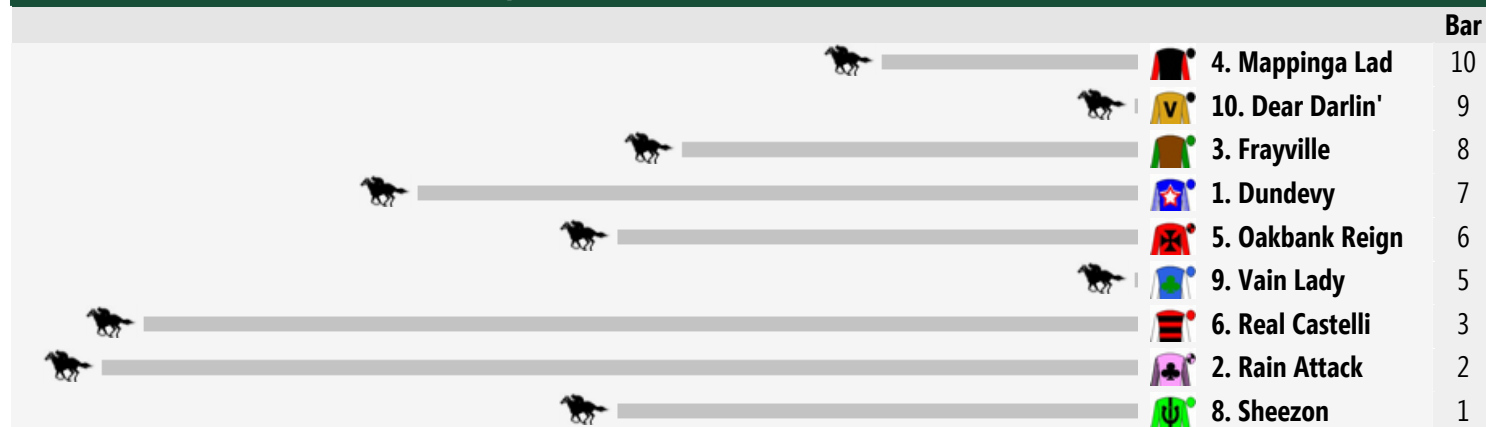 Bar
4. Mappinga Lad 10
V 10. Dear Darlin' 9
3. Frayville 8
1. Dundevy 7
5. Oakbank Reign 6
9. Vain Lady 5
6. Real Castelli 3
2. Rain Attack 2
8. Sheezon 1